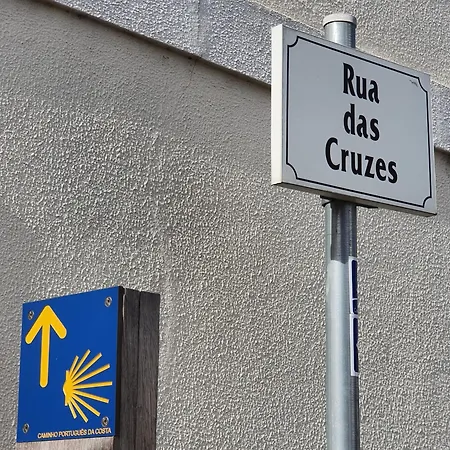 Rua
das
Cruzes
CAMINHO PORTUGUÊS DA COSTA